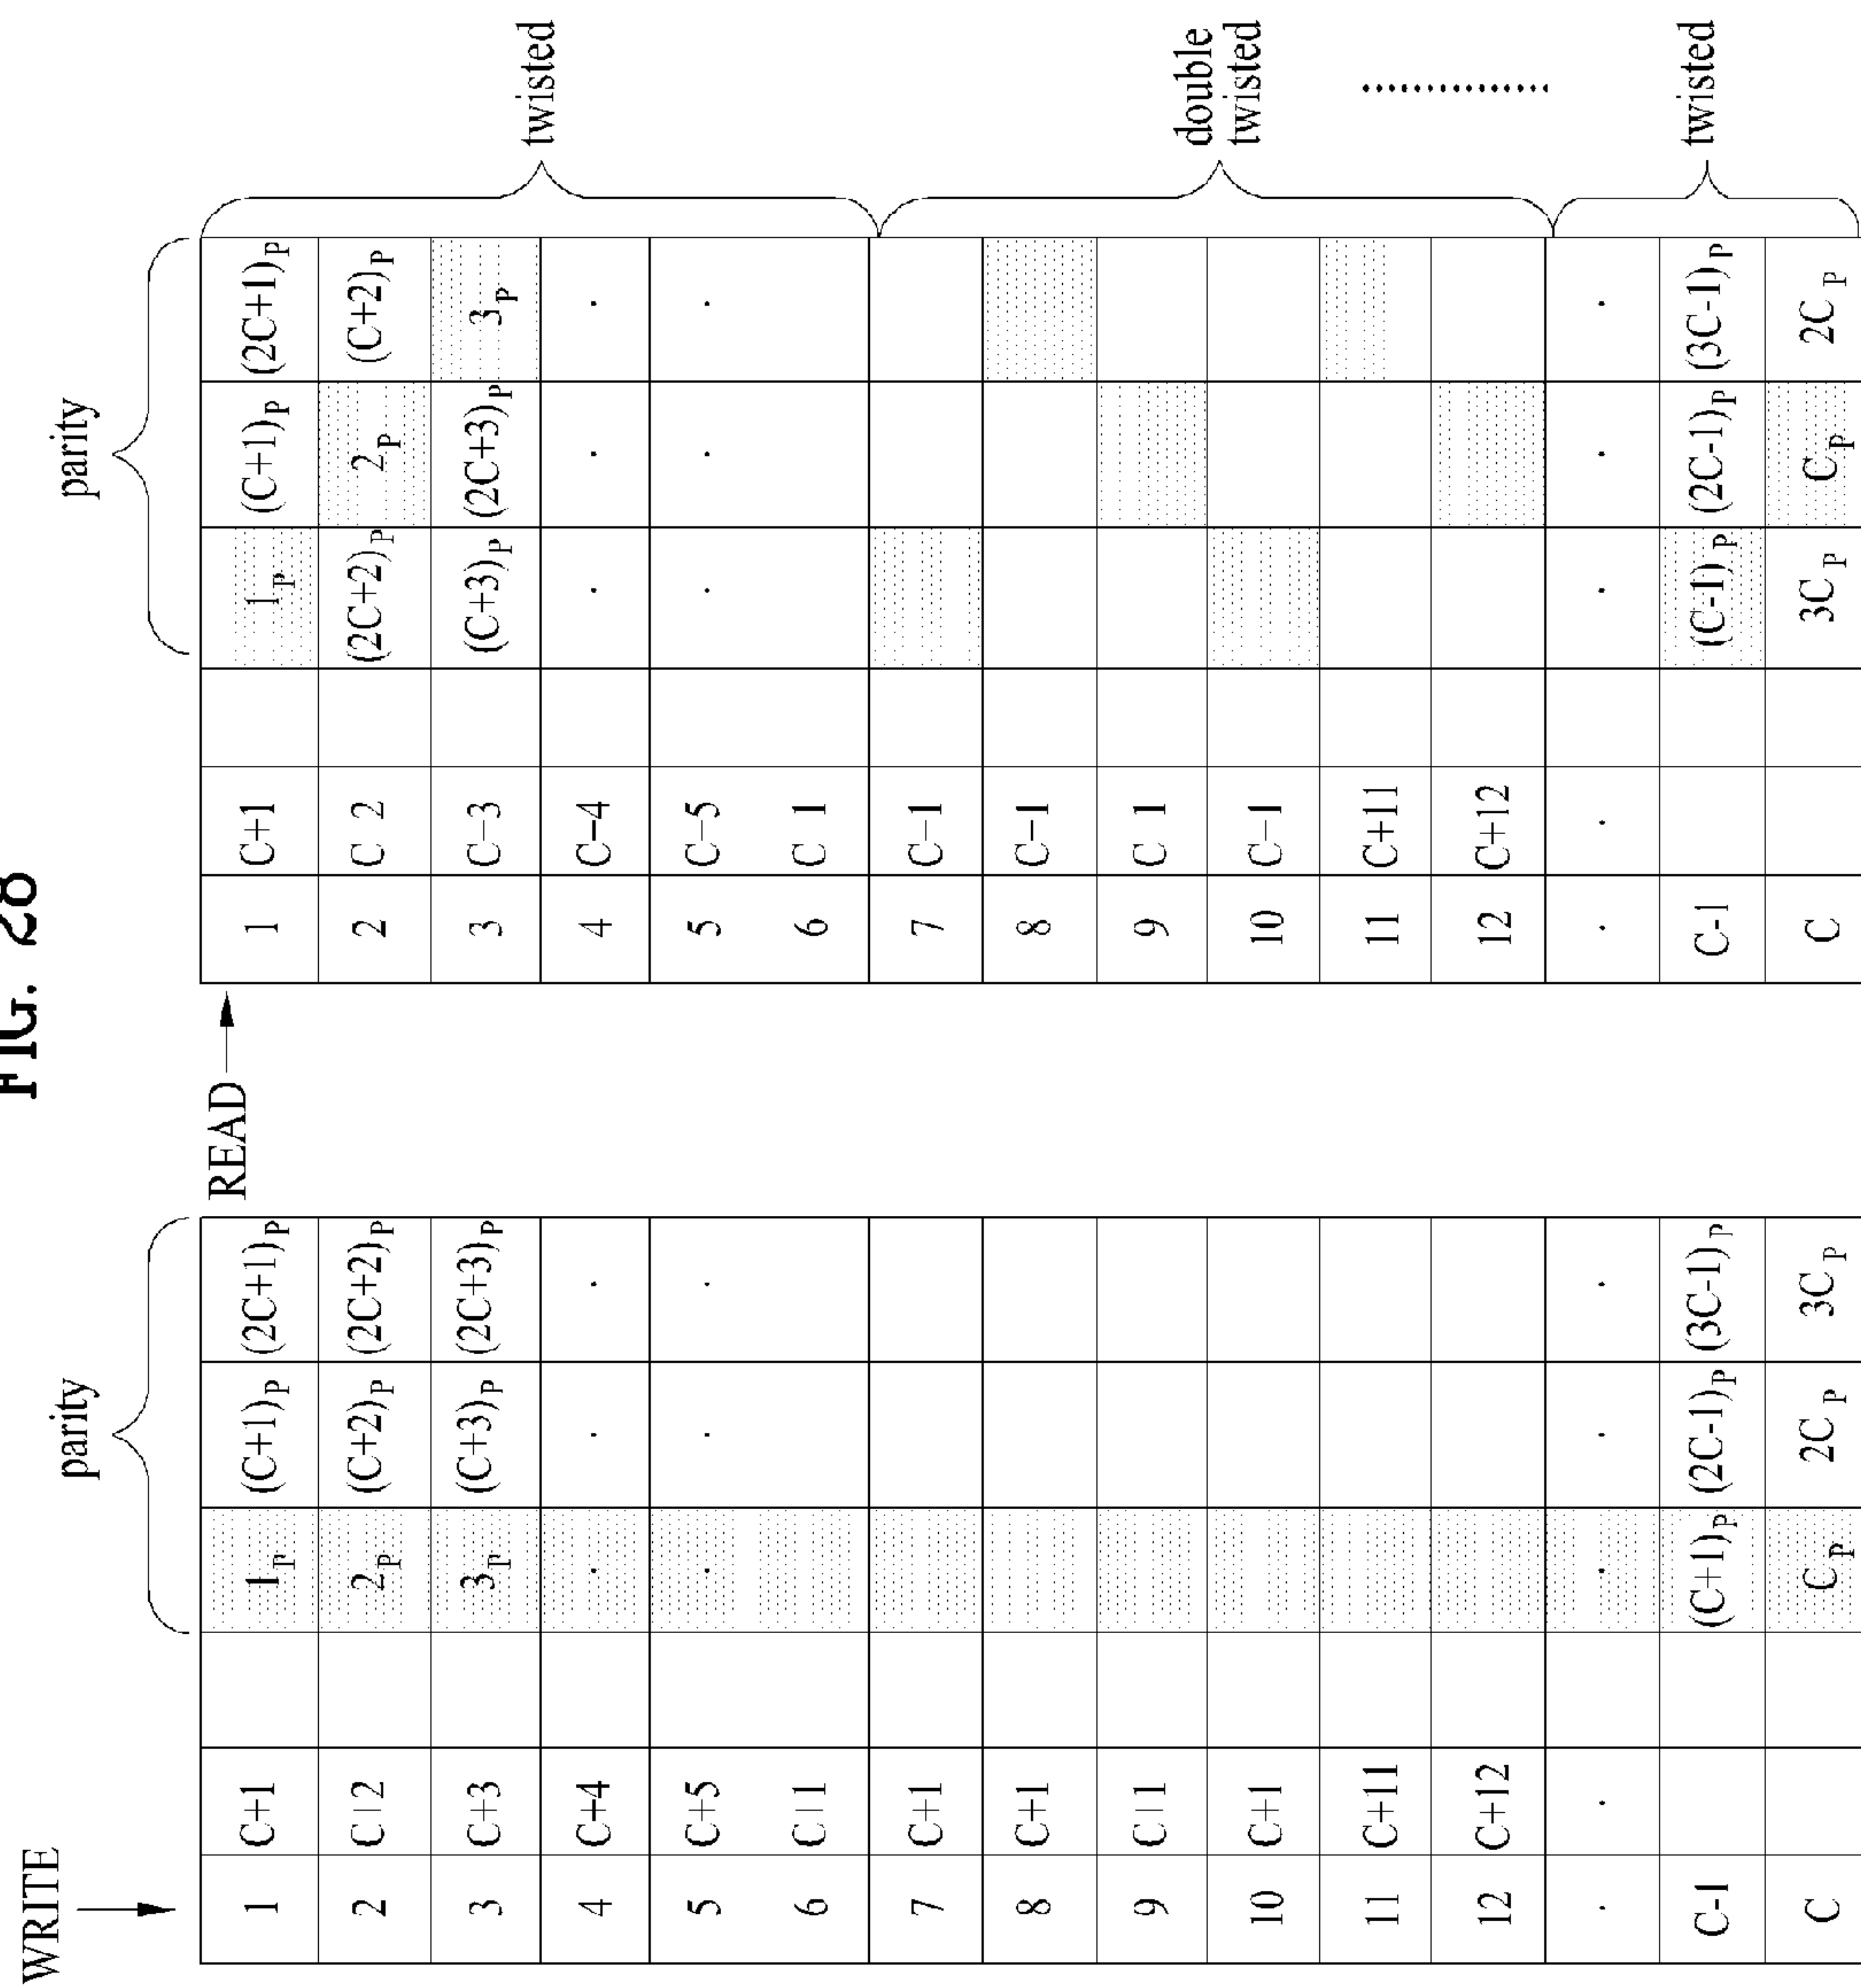 FIG. 28
WRITE
parity
1 C+1 1P (C+1)P (2C+1)P
2 C+2 2P (C+2)P (2C+2)P
3 C+3 3P (C+3)P (2C+3)P
4 C+4 . . .
5 C+5 . . .
6 C+1
7 C+1
8 C+1
9 C+1
10 C+1
11 C+11
12 C+12
. . . . .
C-1 (C+1)P (2C-1)P (3C-1)P
C CP 2CP 3CP
READ
parity
1 C+1 1P (C+1)P (2C+1)P
2 C 2 (2C+2)P 2P (C+2)P
3 C-3 (C+3)P (2C+3)P 3P
4 C-4 . . .
5 C-5 . . .
6 C 1
7 C-1
8 C-1
9 C 1
10 C-1
11 C+11
12 C+12
. . . . .
C-1 (C-1)P (2C-1)P (3C-1)P
C 3CP CP 2CP
twisted
double
twisted
twisted